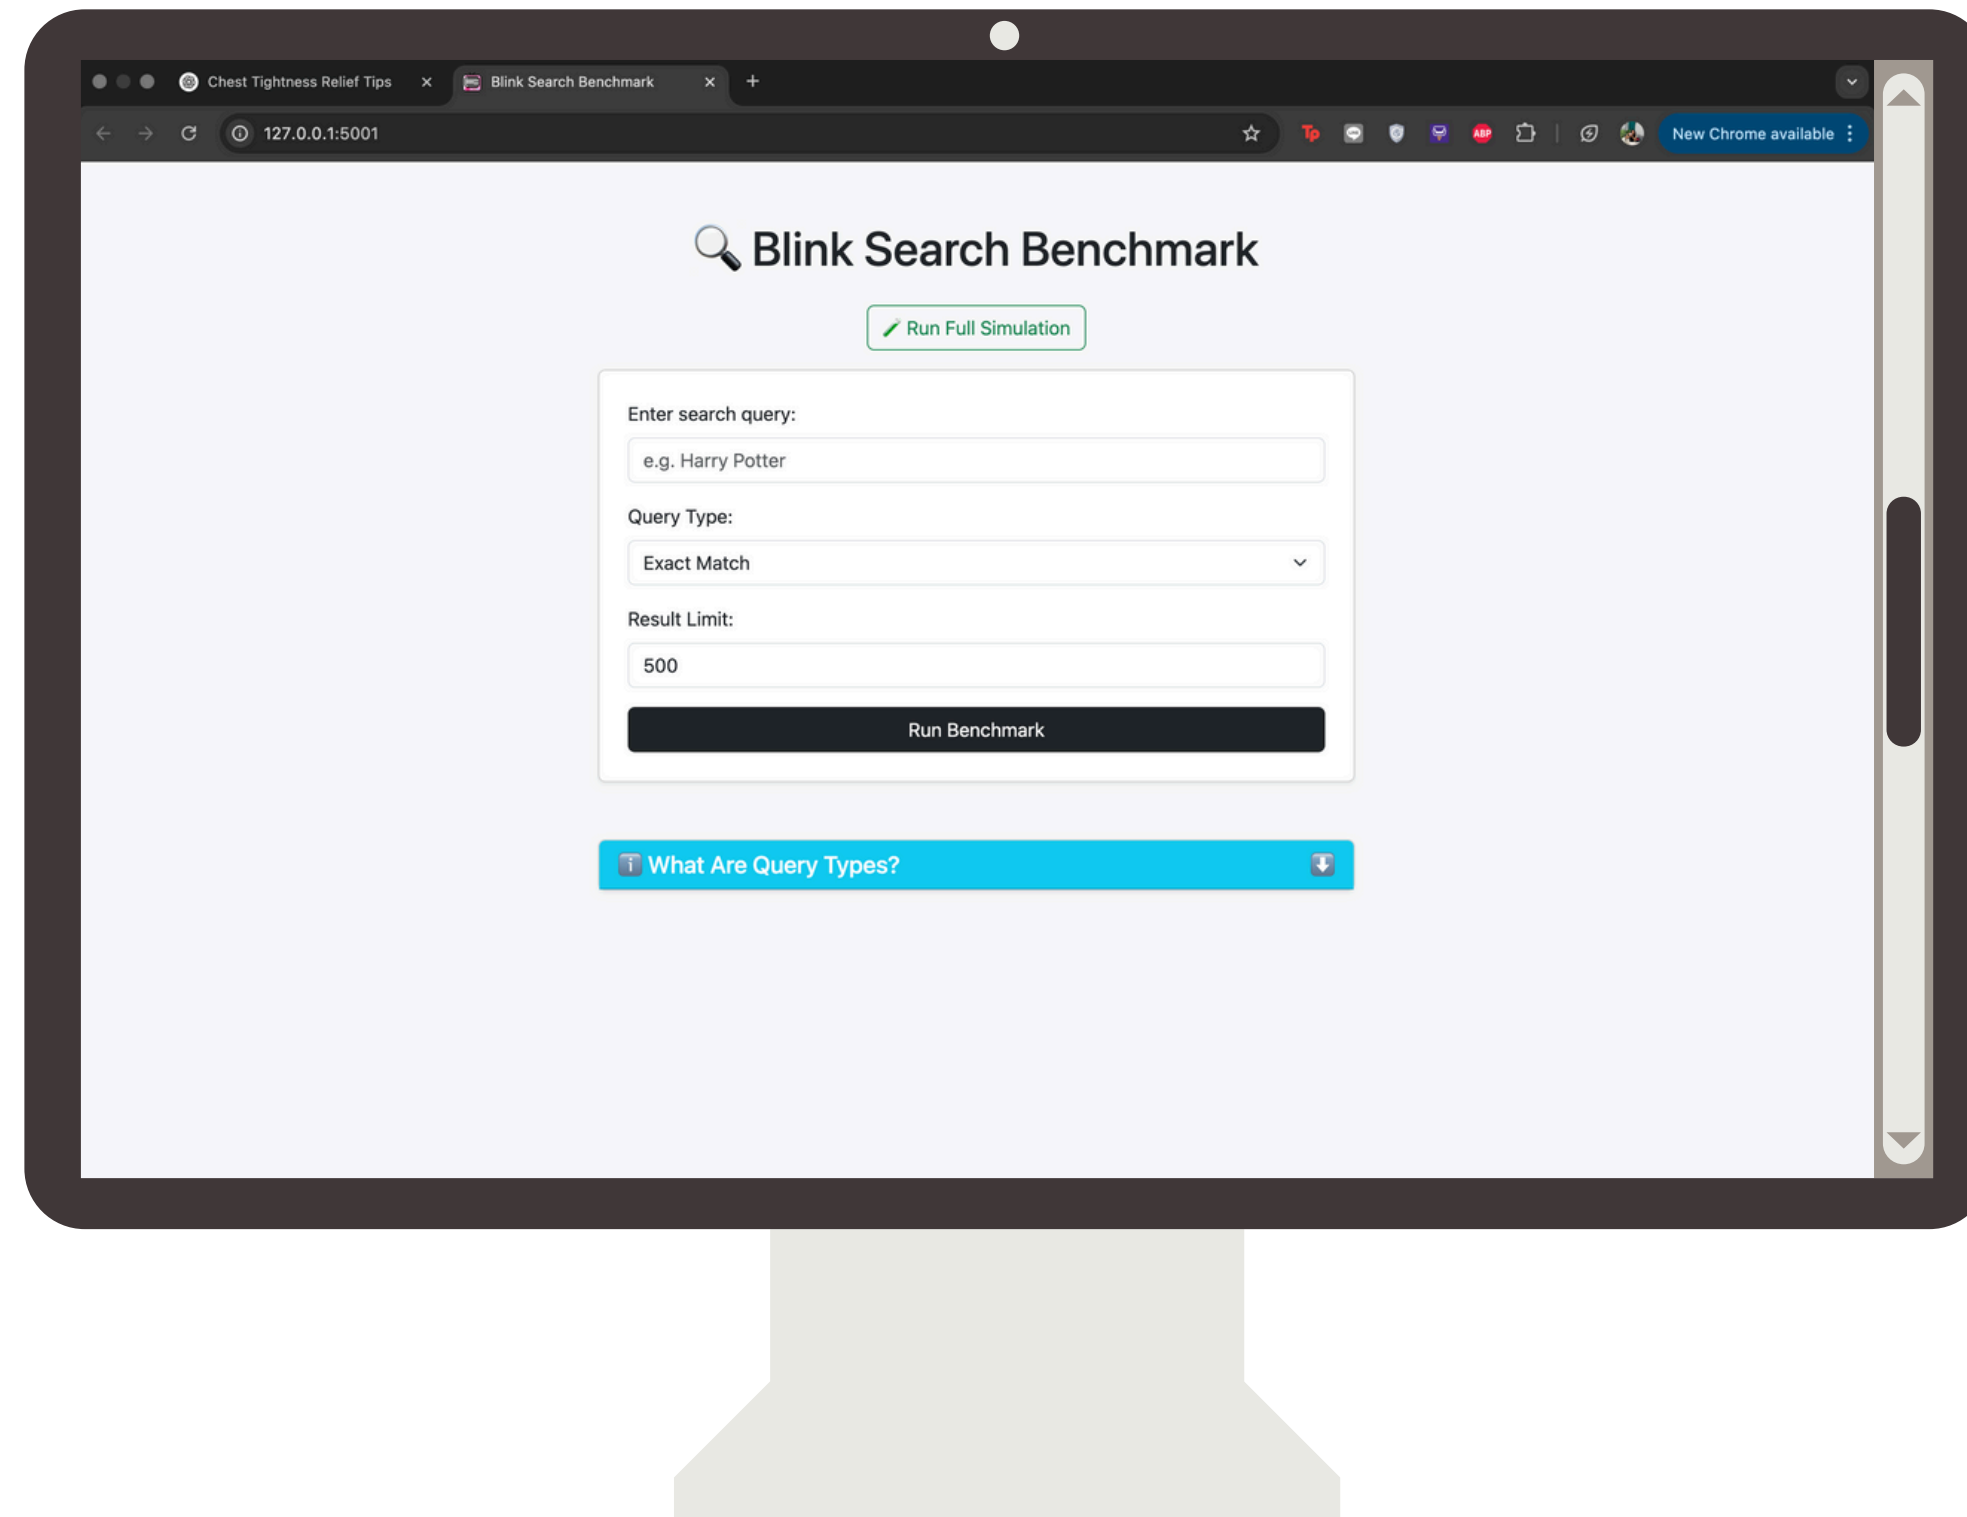 Chest Tightness Relief Tips
Blink Search Benchmark
127.0.0.1:5001
Tp
ABP
New Chrome available
Blink Search Benchmark
Run Full Simulation
Enter search query:
e.g. Harry Potter
Query Type:
Exact Match
Result Limit:
500
Run Benchmark
What Are Query Types?